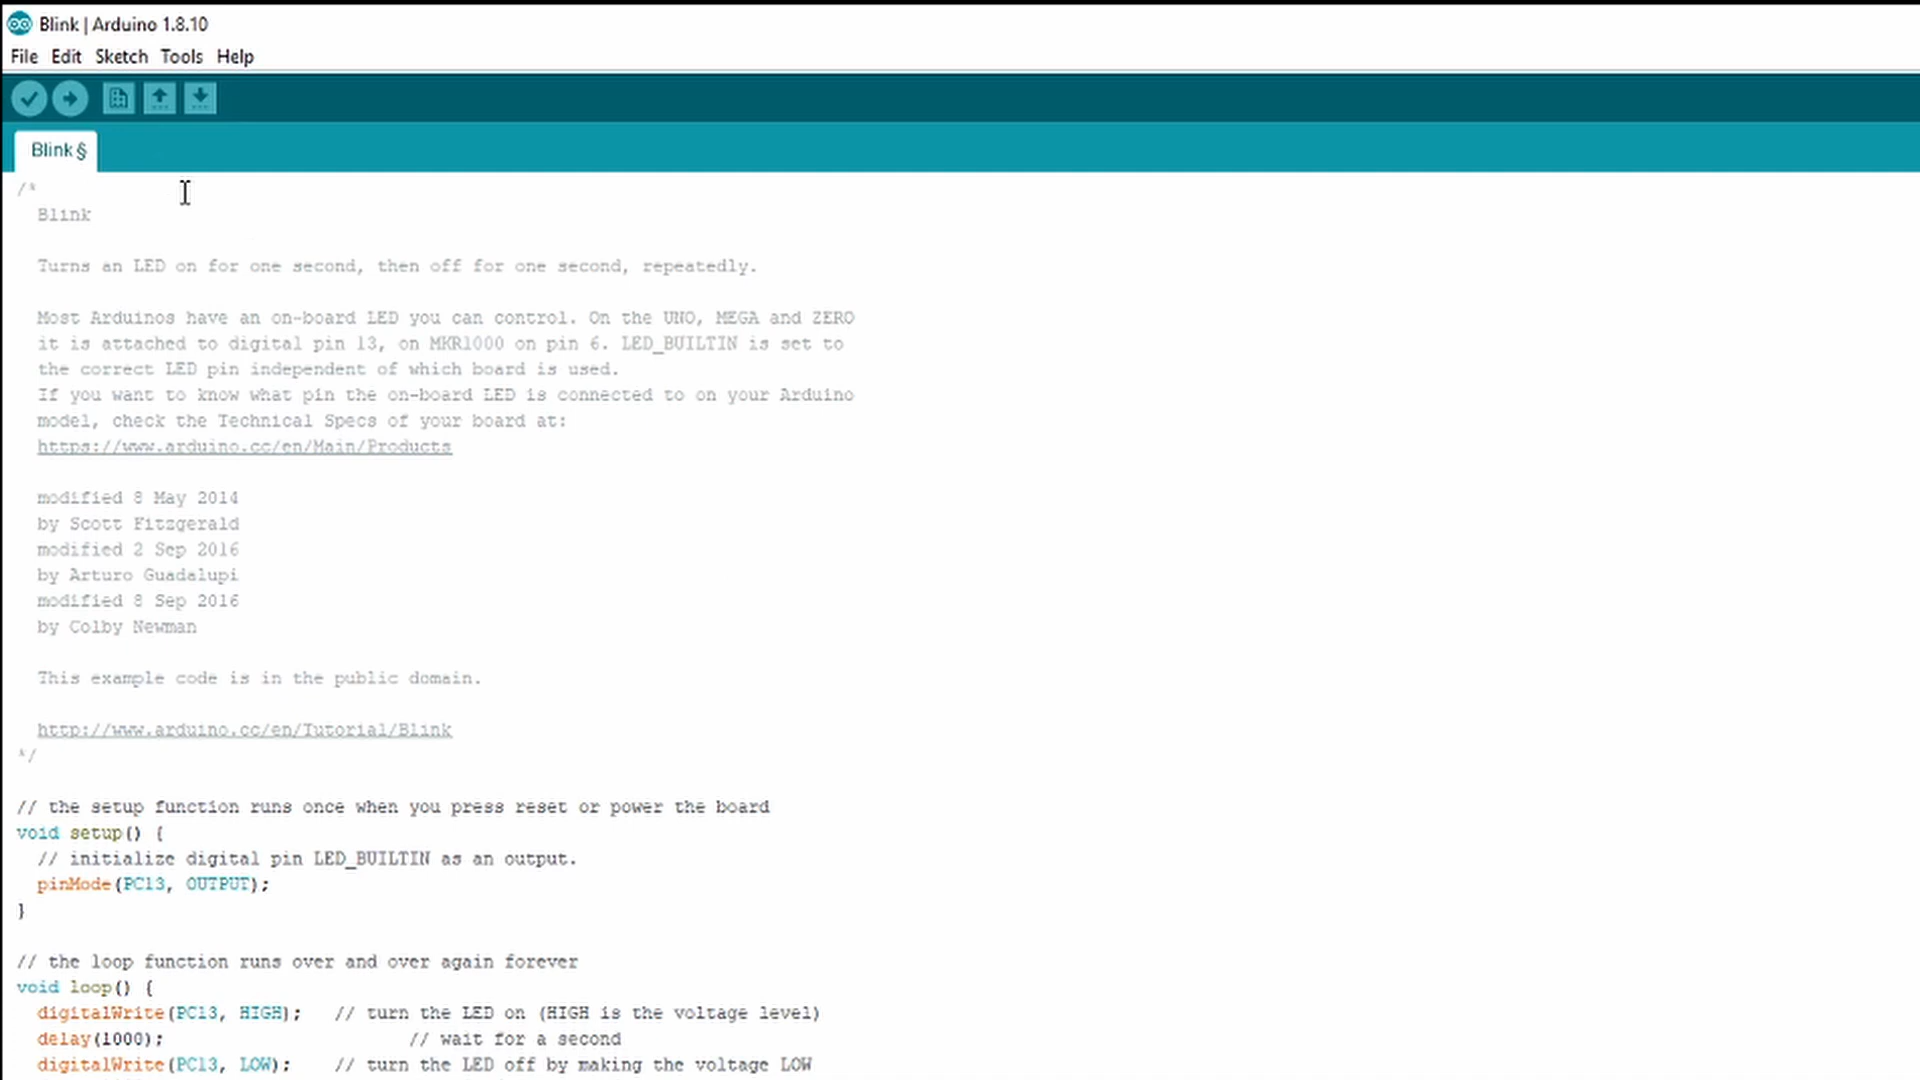 Blink | Arduino 1.8.10
File Edit Sketch Tools Help
Blink §
/*
  Blink

  Turns an LED on for one second, then off for one second, repeatedly.

  Most Arduinos have an on-board LED you can control. On the UNO, MEGA and ZERO
  it is attached to digital pin 13, on MKR1000 on pin 6. LED_BUILTIN is set to
  the correct LED pin independent of which board is used.
  If you want to know what pin the on-board LED is connected to on your Arduino
  model, check the Technical Specs of your board at:
  https://www.arduino.cc/en/Main/Products

  modified 8 May 2014
  by Scott Fitzgerald
  modified 2 Sep 2016
  by Arturo Guadalupi
  modified 8 Sep 2016
  by Colby Newman

  This example code is in the public domain.

  http://www.arduino.cc/en/Tutorial/Blink
*/

// the setup function runs once when you press reset or power the board
void setup() {
  // initialize digital pin LED_BUILTIN as an output.
  pinMode(PC13, OUTPUT);
}

// the loop function runs over and over again forever
void loop() {
  digitalWrite(PC13, HIGH);   // turn the LED on (HIGH is the voltage level)
  delay(1000);                       // wait for a second
  digitalWrite(PC13, LOW);    // turn the LED off by making the voltage LOW